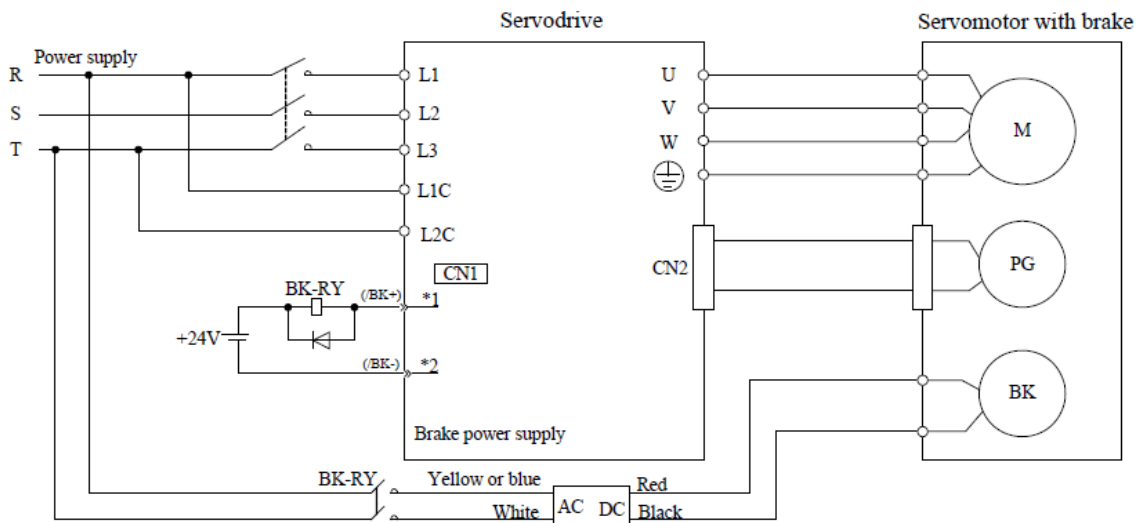 Servodrive
Servomotor with brake
Power supply
R
S
T
L1
L2
L3
L1C
L2C
U
V
W
M
CN1
CN2
PG
BK-RY
(/BK+)
*1
+24V
(/BK-)
*2
BK
Brake power supply
BK-RY
Yellow or blue
White
AC
DC
Red
Black